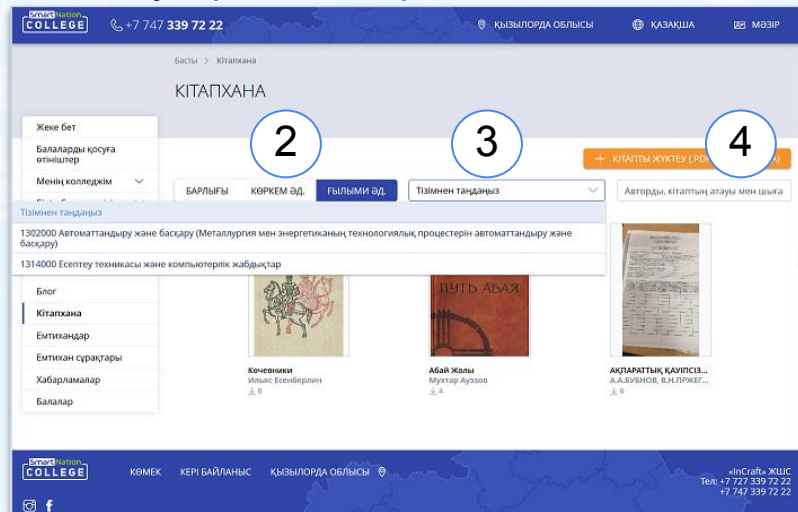 SmartNation
COLLEGE
+7 747 339 72 22
ҚЫЗЫЛОРДА ОБЛЫСЫ
ҚАЗАҚША
МӘЗІР
Басты > Кітапхана
КІТАПХАНА
Жеке бет
Балаларды қосуға
өтініштер
Менің колледжім
2
3
4
+ КІТАПТЫ ЖҮКТЕУ (.PD
БАРЛЫҒЫ
КӨРКЕМ ӘД.
ҒЫЛЫМИ ӘД.
Тізімнен таңдаңыз
Авторды, кітаптың атауы мен шыға
Тізімнен таңдаңыз
1302000 Автоматтандыру және басқару (Металлургия мен энергетиканың технологиялық процестерін автоматтандыру және
басқару)
1314000 Есептеу техникасы және компьютерлік жабдықтар
ПУТЬ АБАЯ
Блог
Кітапхана
Емтихандар
Емтихан сұрақтары
Хабарламалар
Балалар
Кочевники
Ильяс Есенберлин
0
Абай Жолы
Мухтар Ауэзов
4
АҚПАРАТТЫҚ ҚАУІПСІЗ...
А.А.БУБНОВ, В.Н.ПРЖЕГ...
0
SmartNation
COLLEGE
КӨМЕК
КЕРІ БАЙЛАНЫС
ҚЫЗЫЛОРДА ОБЛЫСЫ
«InCraft» ЖШС
Тел: +7 727 339 72 22
+7 747 339 72 22